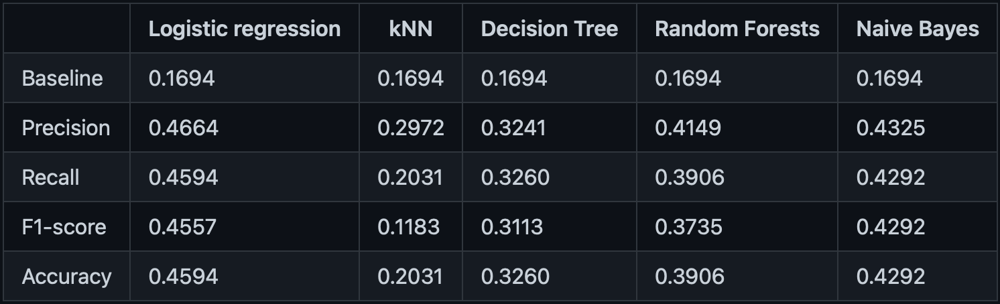 Logistic regression kNN Decision Tree Random Forests Naive Bayes
Baseline 0.1694 0.1694 0.1694 0.1694 0.1694
Precision 0.4664 0.2972 0.3241 0.4149 0.4325
Recall 0.4594 0.2031 0.3260 0.3906 0.4292
F1-score 0.4557 0.1183 0.3113 0.3735 0.4292
Accuracy 0.4594 0.2031 0.3260 0.3906 0.4292